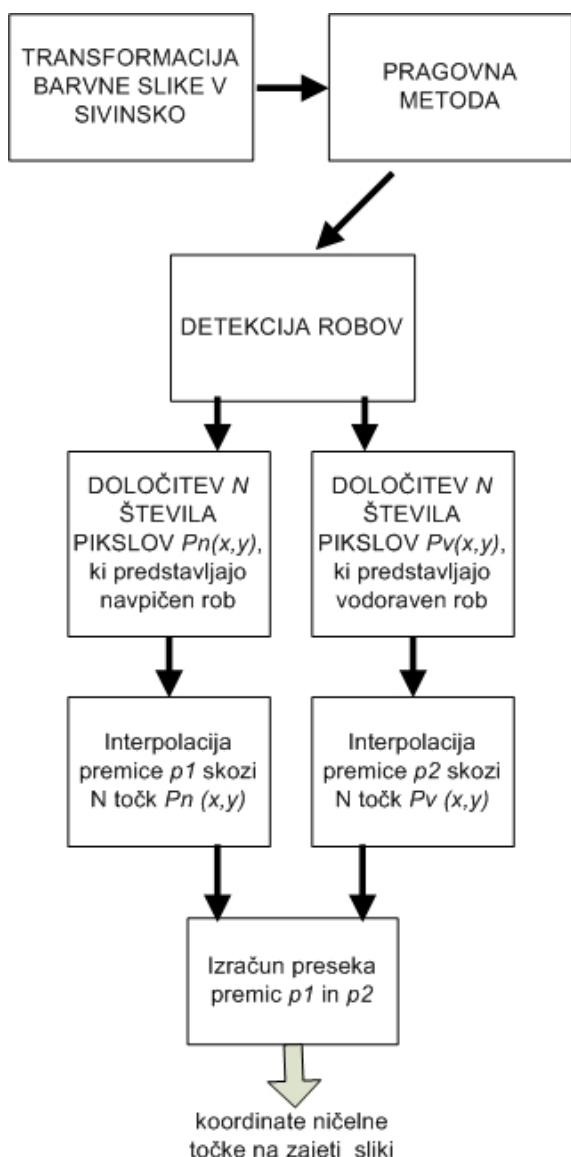 TRANSFORMACIJA
BARVNE SLIKE V
SIVINSKO
PRAGOVNA
METODA
DETEKCIJA ROBOV
DOLOČITEV N
ŠTEVILA
PIKSLOV Pn(x,y),
ki predstavljajo
navpičen rob
DOLOČITEV N
ŠTEVILA
PIKSLOV Pv(x,y),
ki predstavljajo
vodoraven rob
Interpolacija
premice p1 skozi
N točk Pn (x,y)
Interpolacija
premice p2 skozi
N točk Pv (x,y)
Izračun preseka
premic p1 in p2
koordinate ničelne
točke na zajeti sliki